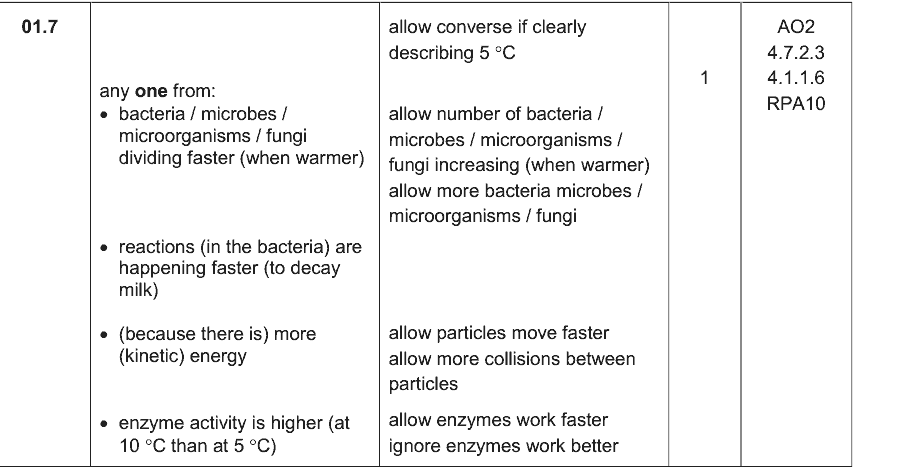 01.7
any one from:
• bacteria / microbes /
microorganisms / fungi
dividing faster (when warmer)
• reactions (in the bacteria) are
happening faster (to decay
milk)
• (because there is) more
(kinetic) energy
• enzyme activity is higher (at
10 °C than at 5 °C)
allow converse if clearly
describing 5 °C
allow number of bacteria /
microbes / microorganisms /
fungi increasing (when warmer)
allow more bacteria microbes /
microorganisms / fungi
allow particles move faster
allow more collisions between
particles
allow enzymes work faster
ignore enzymes work better
1
AO2
4.7.2.3
4.1.1.6
RPA10